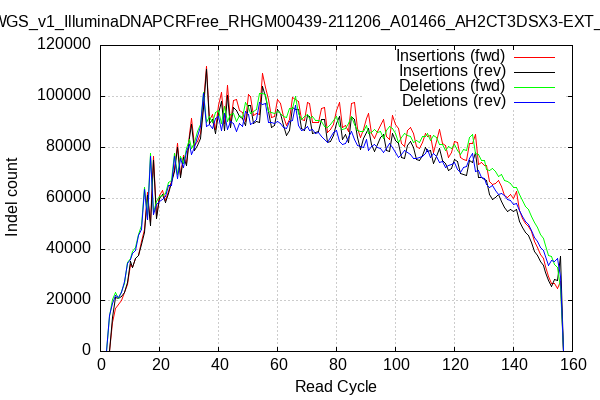 WGS_v1_IlluminaDNAPCRFree_RHGM00439-211206_A01466_AH2CT3DSX3-EXT_
Insertions (fwd)
Insertions (rev)
Deletions (fwd)
Deletions (rev)
120000
100000
80000
60000
40000
20000
0
Indel count
0 20 40 60 80 100 120 140 160
Read Cycle